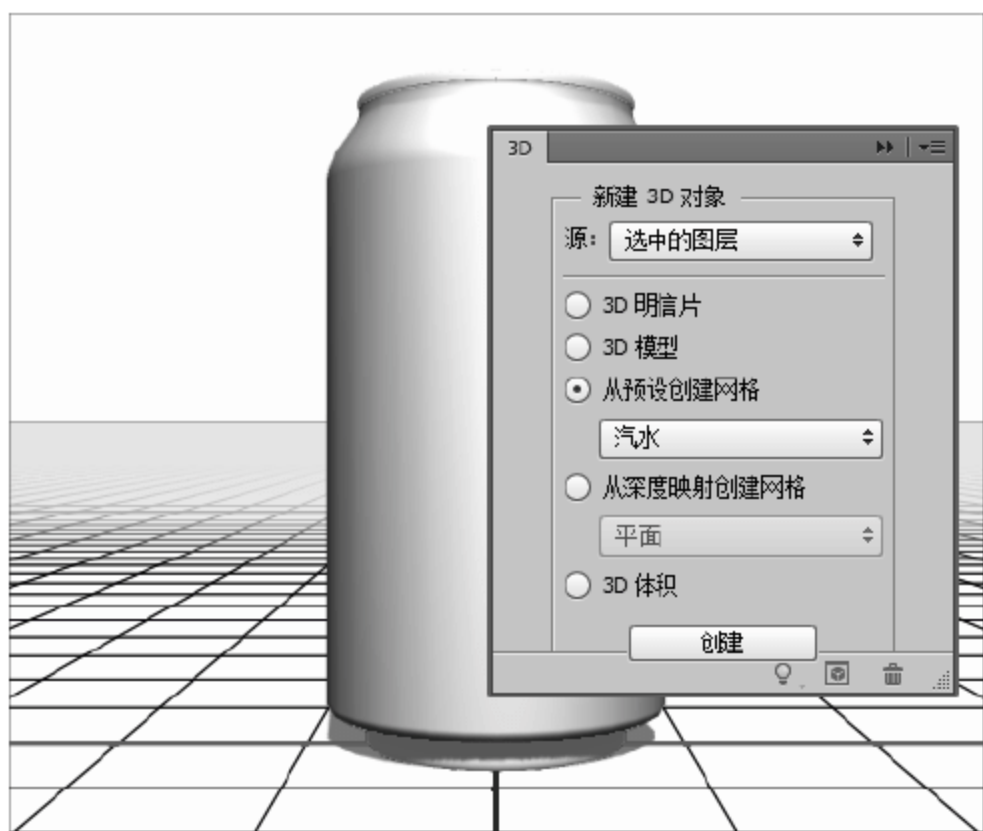 3D
新建 3D 对象
源: 选中的图层
3D 明信片
3D 模型
从预设创建网格
汽水
从深度映射创建网格
平面
3D 体积
创建